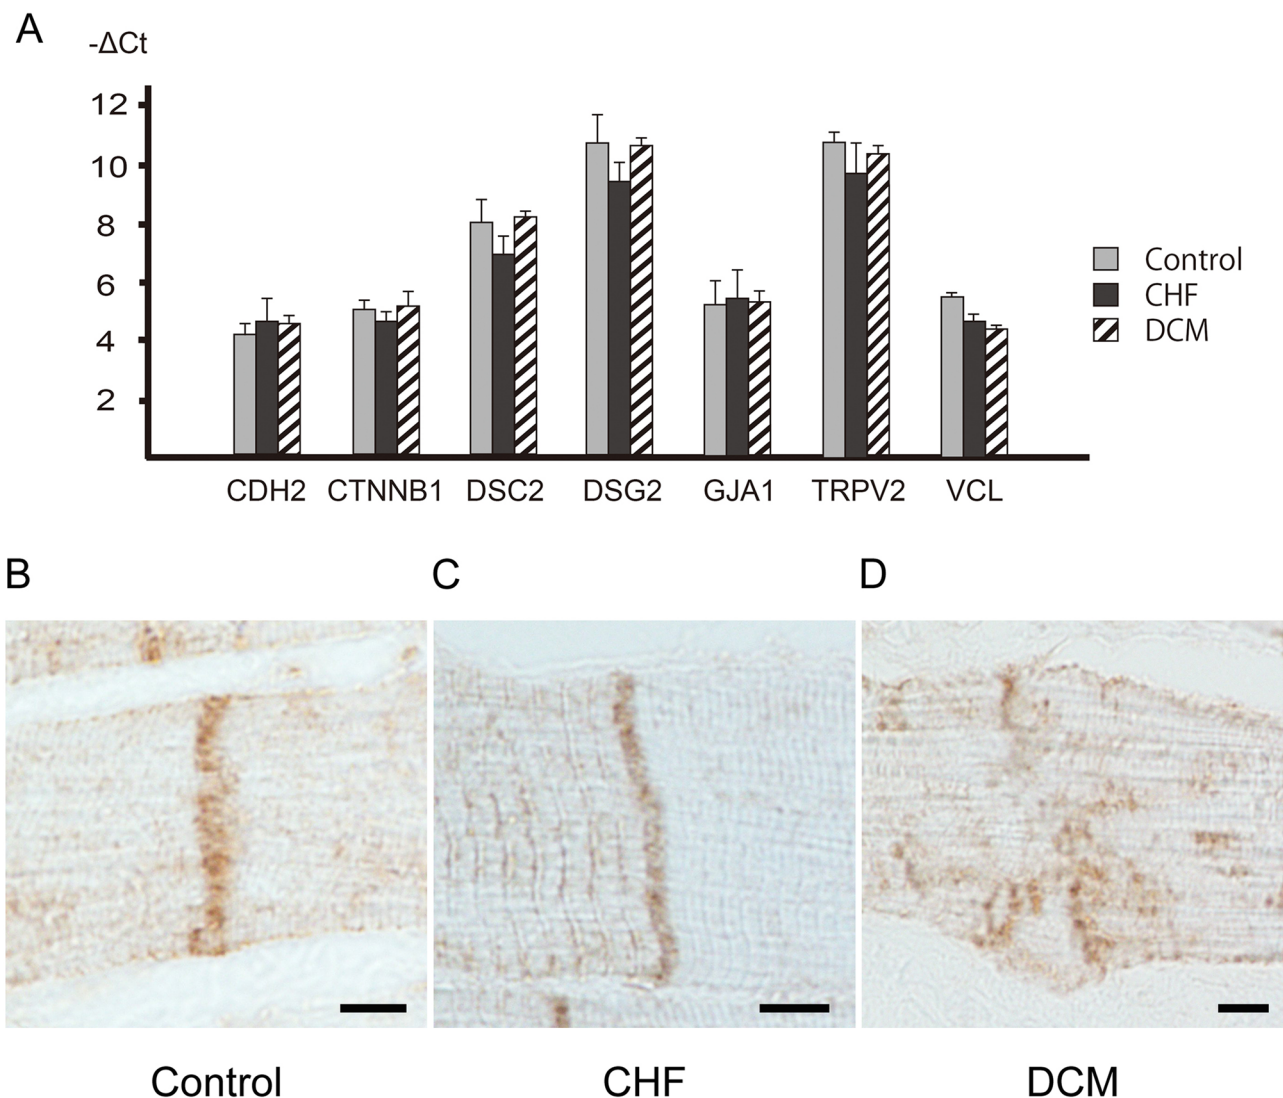 A
-ΔCt
12
10
8
6
4
2
Control
CHF
DCM
CDH2 CTNNB1 DSC2 DSG2 GJA1 TRPV2 VCL
B C D
Control CHF DCM